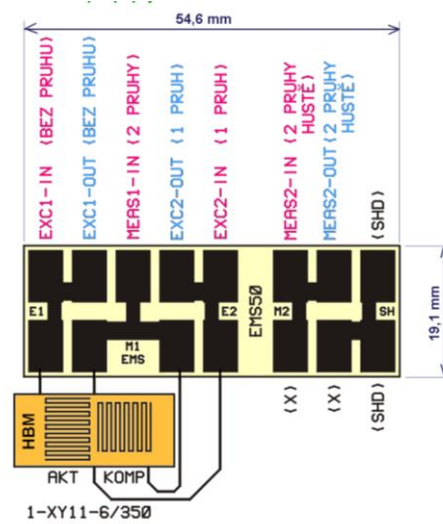 54,6 mm
EXC1-IN (BEZ PRUHU)
EXC1-OUT (BEZ PRUHU)
MEAS1-IN (2 PRUHY)
EXC2-OUT (1 PRUH)
EXC2-IN (1 PRUH)
MEAS2-IN (2 PRUHY
HUSTĚ)
MEAS2-OUT(2 PRUHY
HUSTĚ)
(SHD)
E1
M1
EMS
E2
EMS50
M2
SH
19,1 mm
(X)
(X)
(SHD)
HBM
AKT
KOMP
1-XY11-6/350